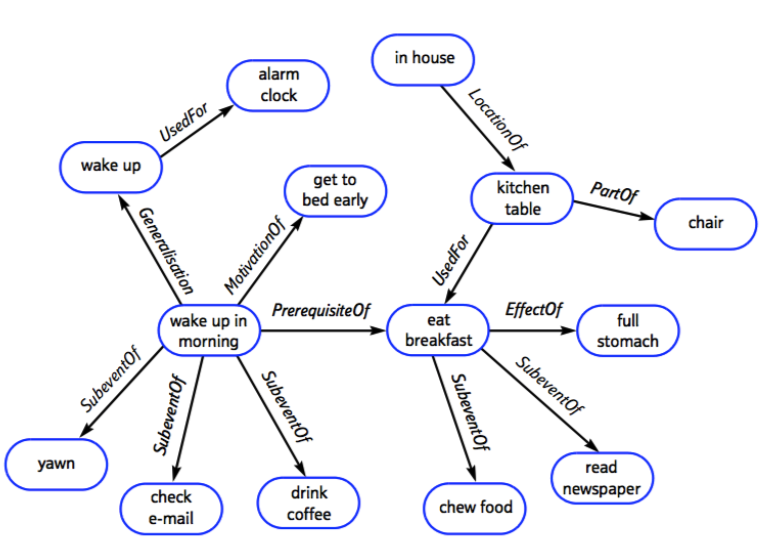 in house
alarm
clock
UsedFor
LocationOf
wake up
get to
bed early
kitchen
table
PartOf
chair
Generalisation
MotivationOf
UsedFor
wake up in
morning
PrerequisiteOf
eat
breakfast
EffectOf
full
stomach
SubeventOf
SubeventOf
SubeventOf
SubeventOf
SubeventOf
yawn
check
e-mail
drink
coffee
chew food
read
newspaper